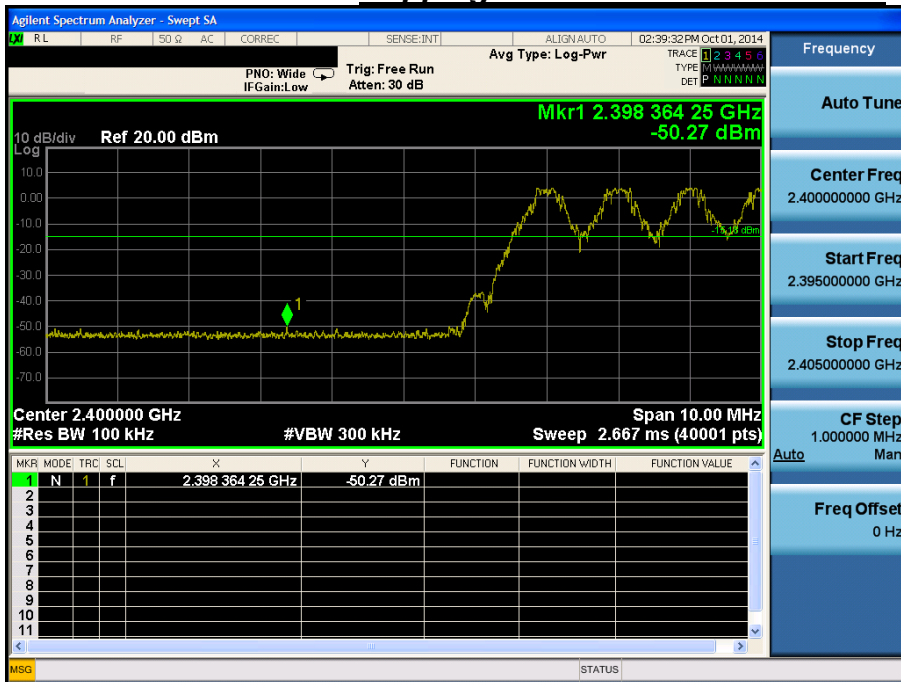 Agilent Spectrum Analyzer - Swept SA
LXI RL RF 50 Ω AC CORREC SENSE:INT ALIGN AUTO 02:39:32 PM Oct 01, 2014
Frequency
Avg Type: Log-Pwr
TRACE 1 2 3 4 5 6
TYPE M W W W W W
DET P N N N N N
PNO: Wide
IFGain:Low
Trig: Free Run
Atten: 30 dB
Auto Tune
Mkr1 2.398 364 25 GHz
-50.27 dBm
10 dB/div Ref 20.00 dBm
Log
10.0
0.00
-10.0
-20.0
-30.0
-40.0
-50.0
-60.0
-70.0
1
Center Freq
2.400000000 GHz
Start Freq
2.395000000 GHz
Stop Freq
2.405000000 GHz
Center 2.400000 GHz Span 10.00 MHz
#Res BW 100 kHz #VBW 300 kHz Sweep 2.667 ms (40001 pts)
CF Step
1.000000 MHz
Auto Man
MKR MODE TRC SCL X Y FUNCTION FUNCTION WIDTH FUNCTION VALUE
1 N 1 f 2.398 364 25 GHz -50.27 dBm
2
3
4
5
6
7
8
9
10
11
Freq Offset
0 Hz
MSG STATUS